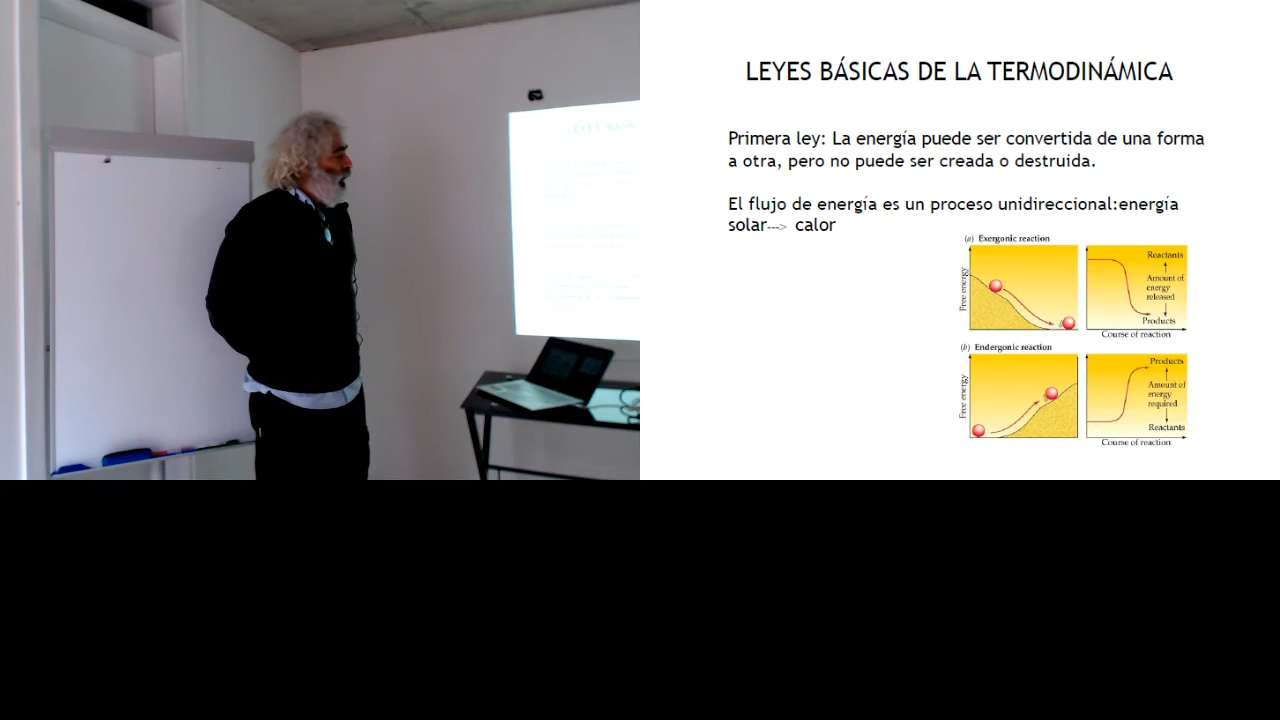 LEYES BÁSICAS DE LA TERMODINÁMICA
Primera ley: La energía puede ser convertida de una forma
a otra, pero no puede ser creada o destruida.
El flujo de energía es un proceso unidireccional:energía
solar---> calor
(a) Exergonic reaction
Free energy
Reactants
Amount of
energy
released
Products
Course of reaction
(b) Endergonic reaction
Free energy
Products
Amount of
energy
required
Reactants
Course of reaction